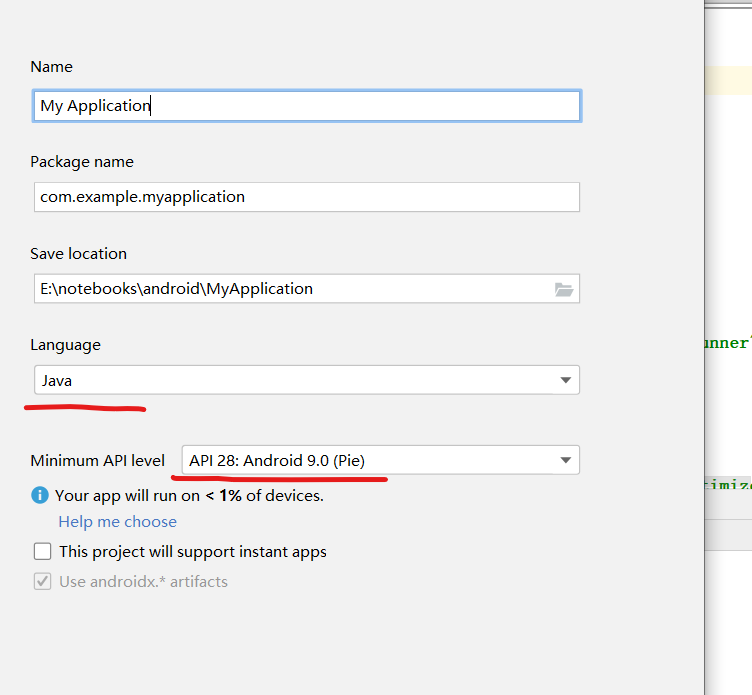 Name
My Application
Package name
com.example.myapplication
Save location
E:\notebooks\android\MyApplication
Language
unner"
Java
Minimum API level API 28: Android 9.0 (Pie)
Your app will run on < 1% of devices.
timize
Help me choose
This project will support instant apps
Use androidx.* artifacts